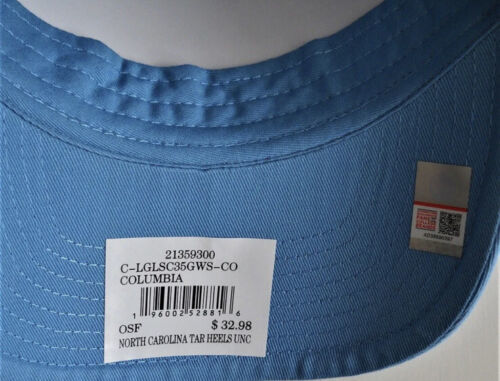 21359300
C-LGLSC35GWS-CO
COLUMBIA
1 96002 52881 6
OSF $ 32.98
NORTH CAROLINA TAR HEELS UNC